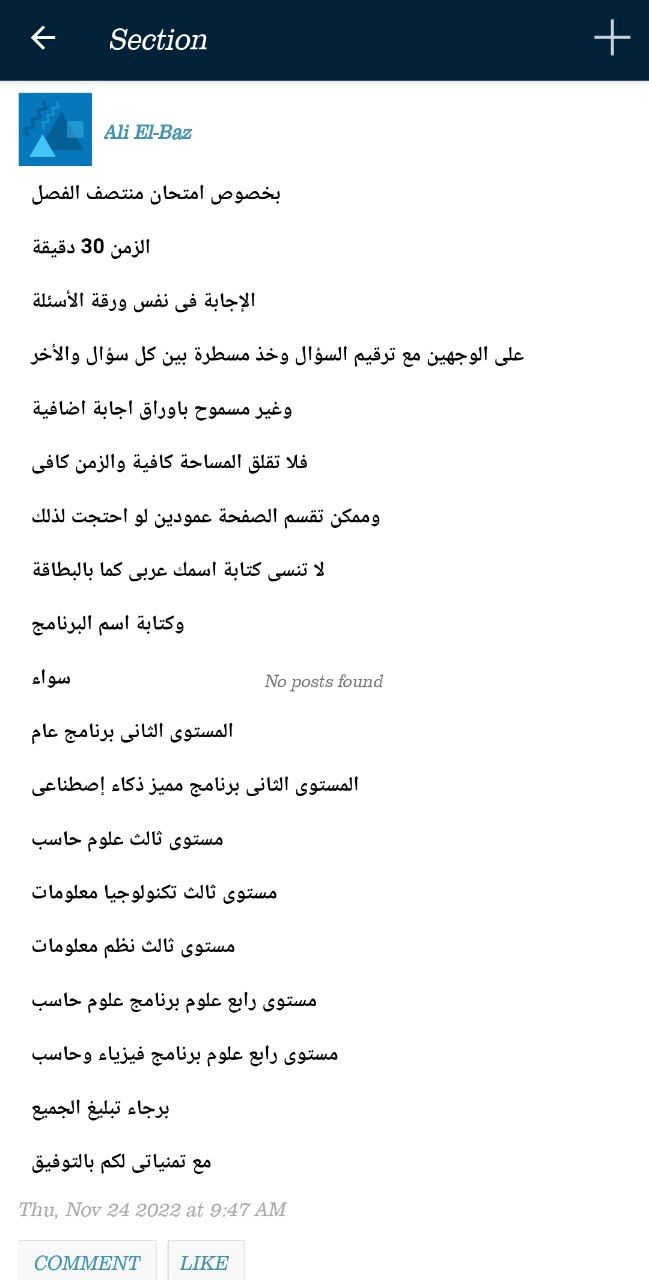 Section
Ali El-Baz
بخصوص امتحان منتصف الفصل
الزمن 30 دقيقة
الإجابة فى نفس ورقة الأسئلة
على الوجهين مع ترقيم السؤال وخذ مسطرة بين كل سؤال والأخر
وغير مسموح باوراق اجابة اضافية
فلا تقلق المساحة كافية والزمن كافى
وممكن تقسم الصفحة عمودين لو احتجت لذلك
لا تنسى كتابة اسمك عربى كما بالبطاقة
وكتابة اسم البرنامج
سواء
No posts found
المستوى الثانى برنامج عام
المستوى الثانى برنامج مميز ذكاء إصطناعى
مستوى ثالث علوم حاسب
مستوى ثالث تكنولوجيا معلومات
مستوى ثالث نظم معلومات
مستوى رابع علوم برنامج علوم حاسب
مستوى رابع علوم برنامج فيزياء وحاسب
برجاء تبليغ الجميع
مع تمنياتى لكم بالتوفيق
Thu, Nov 24 2022 at 9:47 AM
COMMENT LIKE